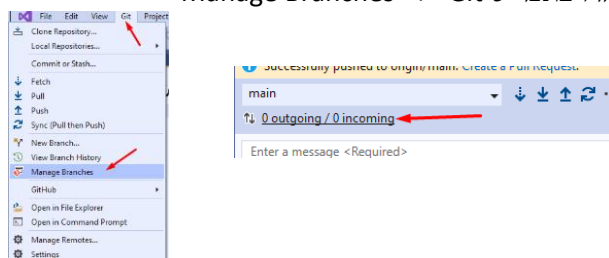 Manage Branches
Git
File Edit View Git Project
Clone Repository...
Local Repositories...
Commit or Stash...
Fetch
Pull
Push
Sync (Pull then Push)
New Branch...
View Branch History
Manage Branches
GitHub
Open in File Explorer
Open in Command Prompt
Manage Remotes...
Settings
Successfully pushed to origin/main. Create a Pull Request.
main
0 outgoing / 0 incoming
Enter a message <Required>